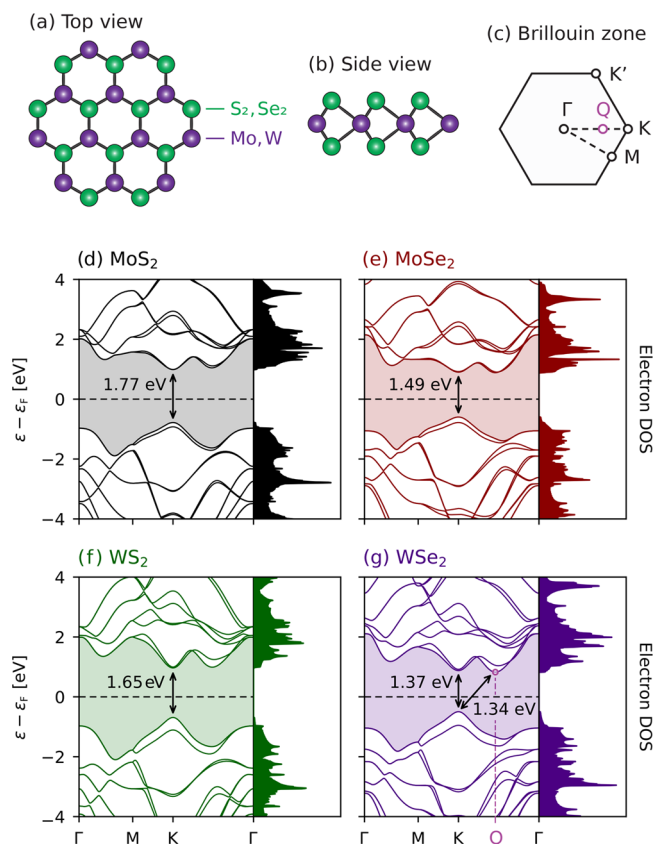 (a) Top view
S₂,Se₂
Mo,W
(b) Side view
(c) Brillouin zone
K’
Γ
Q
K
M
(d) MoS₂
4
2
0
−2
−4
ε − εF [eV]
1.77 eV
(e) MoSe₂
1.49 eV
Electron DOS
(f) WS₂
4
2
0
−2
−4
ε − εF [eV]
1.65 eV
Γ
M
K
Γ
(g) WSe₂
1.37 eV
1.34 eV
Electron DOS
Γ
M
K
Q
Γ